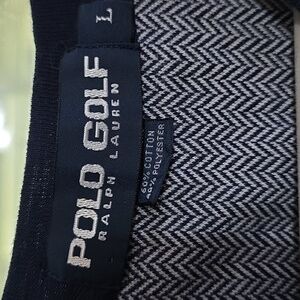 L
POLO GOLF
RALPH LAUREN
60% COTTON
40% POLYESTER